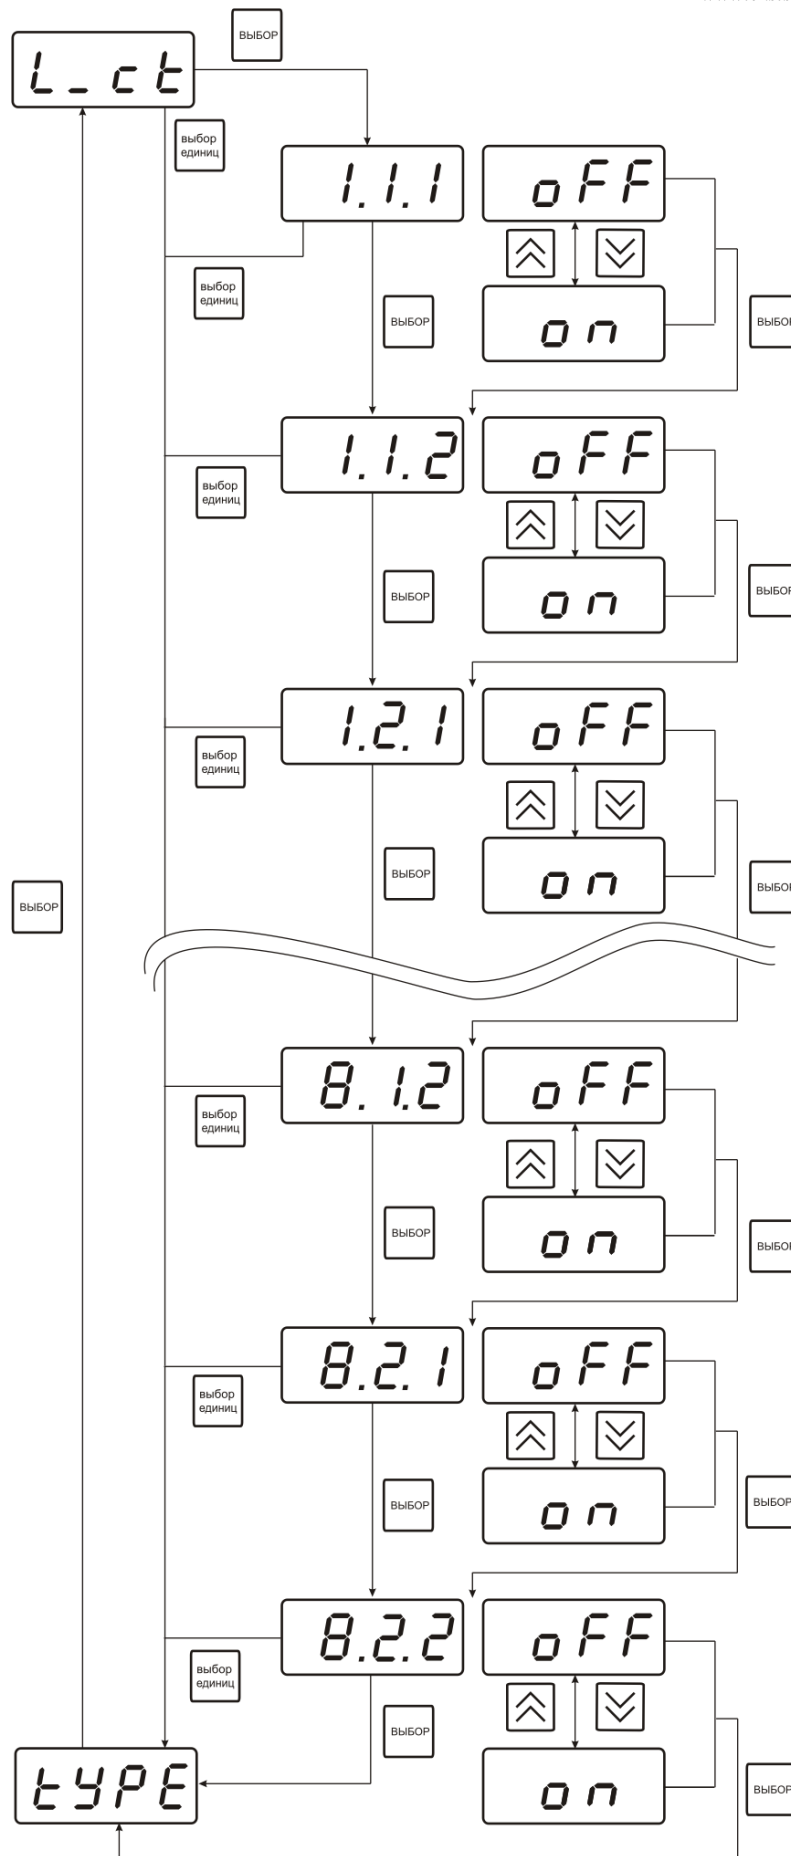 ВЫБОР
L_ct
выбор
единиц
1.1.1
oFF
выбор
единиц
ВЫБОР
on
ВЫБОР
1.1.2
oFF
выбор
единиц
ВЫБОР
on
ВЫБОР
1.2.1
oFF
выбор
единиц
ВЫБОР
on
ВЫБОР
ВЫБОР
8.1.2
oFF
выбор
единиц
ВЫБОР
on
ВЫБОР
8.2.1
oFF
выбор
единиц
ВЫБОР
on
ВЫБОР
8.2.2
oFF
выбор
единиц
ВЫБОР
tYPE
on
ВЫБОР